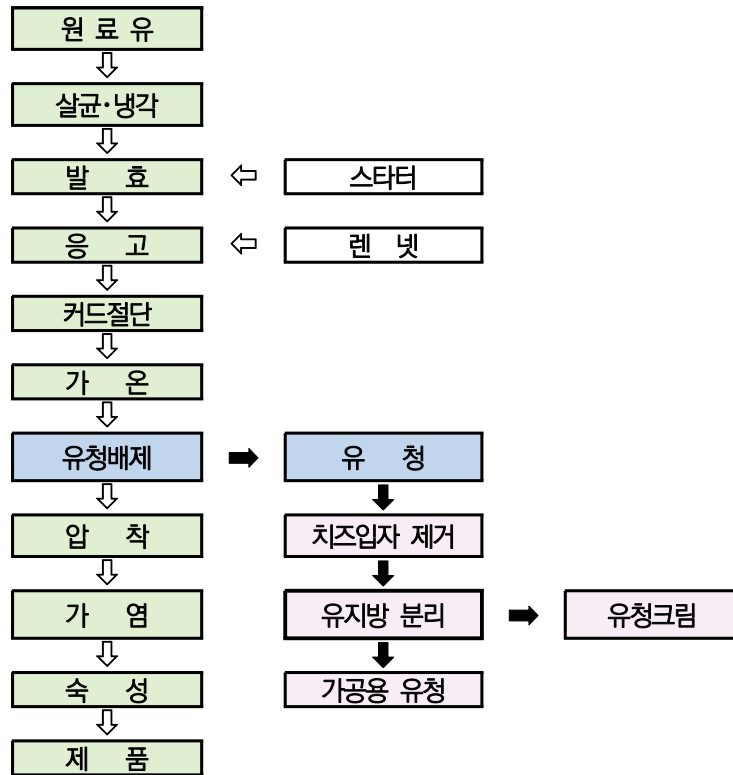 원 료 유
살균·냉각
발 효
스타터
응 고
렌 넷
커드절단
가 온
유청배제
유 청
압 착
치즈입자 제거
가 염
유지방 분리
유청크림
숙 성
가공용 유청
제 품